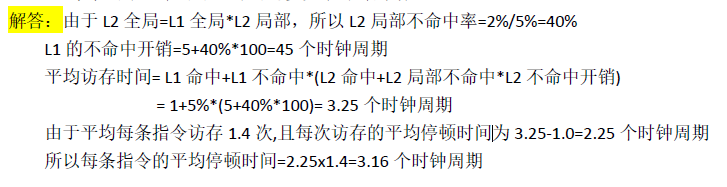 解答：由于 L2 全局=L1 全局*L2 局部，所以 L2 局部不命中率=2%/5%=40%
L1 的不命中开销=5+40%*100=45 个时钟周期
平均访存时间= L1 命中+L1 不命中*(L2 命中+L2 局部不命中*L2 不命中开销)
= 1+5%*(5+40%*100)= 3.25 个时钟周期
由于平均每条指令访存 1.4 次,且每次访存的平均停顿时间为 3.25-1.0=2.25 个时钟周期
所以每条指令的平均停顿时间=2.25x1.4=3.16 个时钟周期